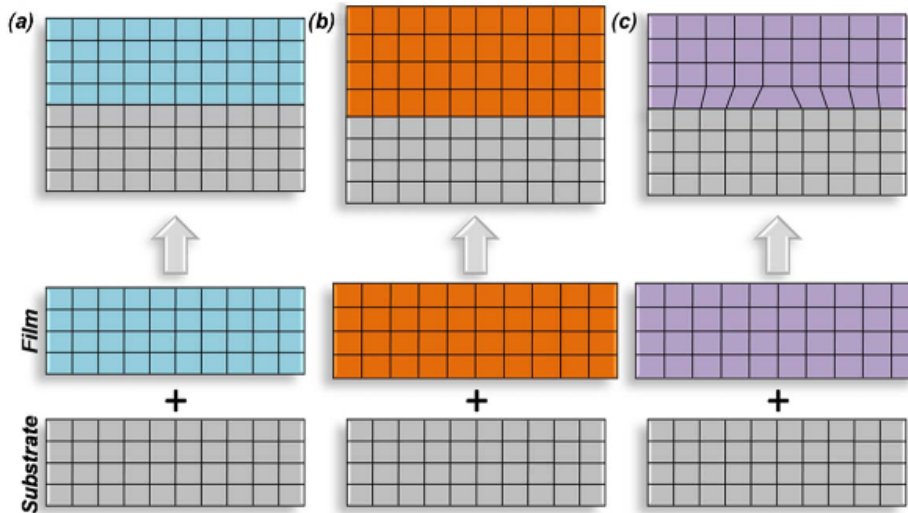 (a)
(b)
(c)
Film
+
+
+
Substrate